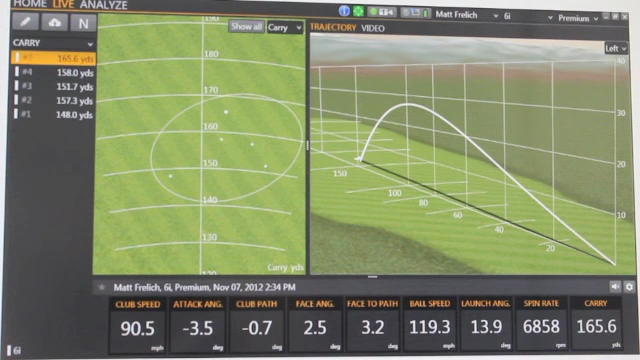 HOME LIVE ANALYZE
Matt Frelich 6i Premium
N
Show all Carry
TRAJECTORY VIDEO
CARRY
Left
165.6 yds
#4 158.0 yds
#3 151.7 yds
#2 157.3 yds
#1 148.0 yds
190
180
170
160
150
140
130
120
Carry yds
40
30
20
10
150
100
80
60
40
20
Matt Frelich, 6i, Premium, Nov 07, 2012 2:34 PM
CLUB SPEED ATTACK ANG. CLUB PATH FACE ANG. FACE TO PATH BALL SPEED LAUNCH ANG. SPIN RATE CARRY
90.5 -3.5 -0.7 2.5 3.2 119.3 13.9 6858 165.6
mph deg deg deg deg mph deg rpm yds
6i